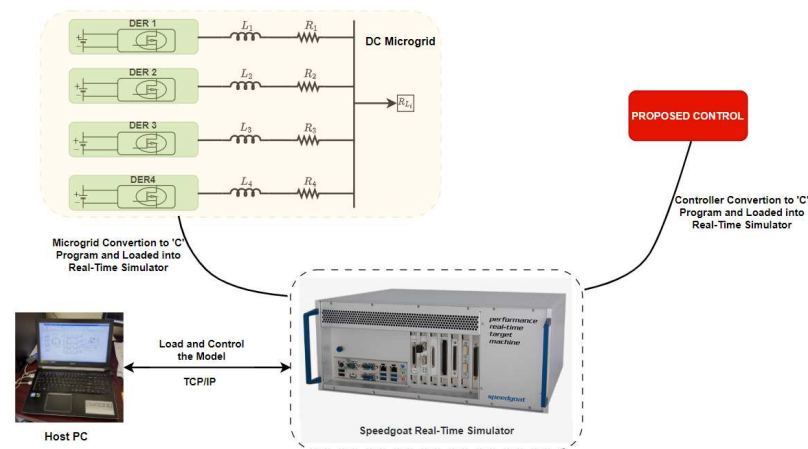 DER 1
L₁
R₁
DC Microgrid
DER 2
L₂
R₂
R_{L_i}
DER 3
L₃
R₃
DER4
L₄
R₄
PROPOSED CONTROL
Microgrid Convertion to 'C'
Program and Loaded into
Real-Time Simulator
Controller Convertion to 'C'
Program and Loaded into
Real-Time Simulator
Load and Control
the Model
TCP/IP
performance
real-time
target
machine
speedgoat
Host PC
Speedgoat Real-Time Simulator